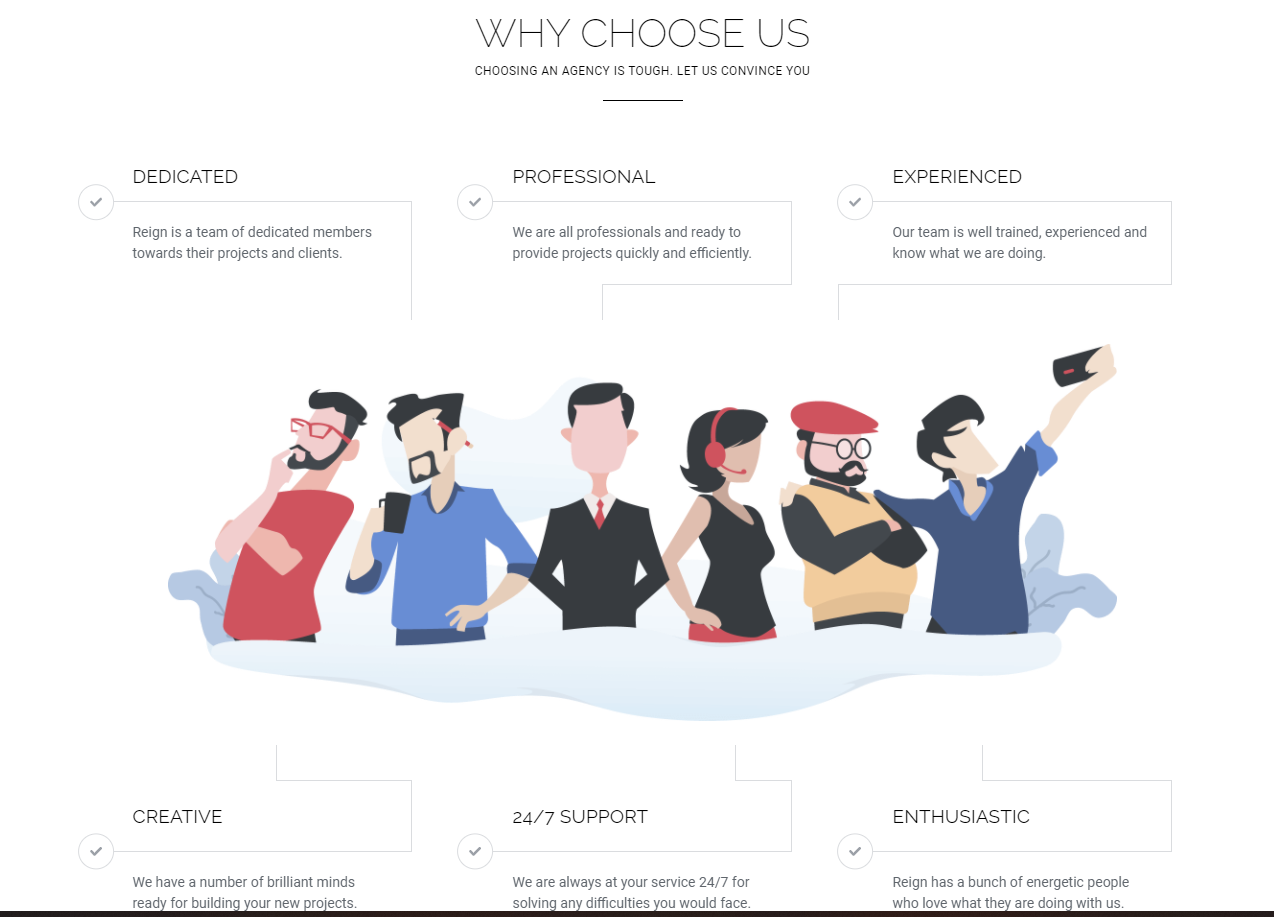 WHY CHOOSE US
CHOOSING AN AGENCY IS TOUGH. LET US CONVINCE YOU
DEDICATED
Reign is a team of dedicated members
towards their projects and clients.
PROFESSIONAL
We are all professionals and ready to
provide projects quickly and efficiently.
EXPERIENCED
Our team is well trained, experienced and
know what we are doing.
CREATIVE
We have a number of brilliant minds
ready for building your new projects.
24/7 SUPPORT
We are always at your service 24/7 for
solving any difficulties you would face.
ENTHUSIASTIC
Reign has a bunch of energetic people
who love what they are doing with us.